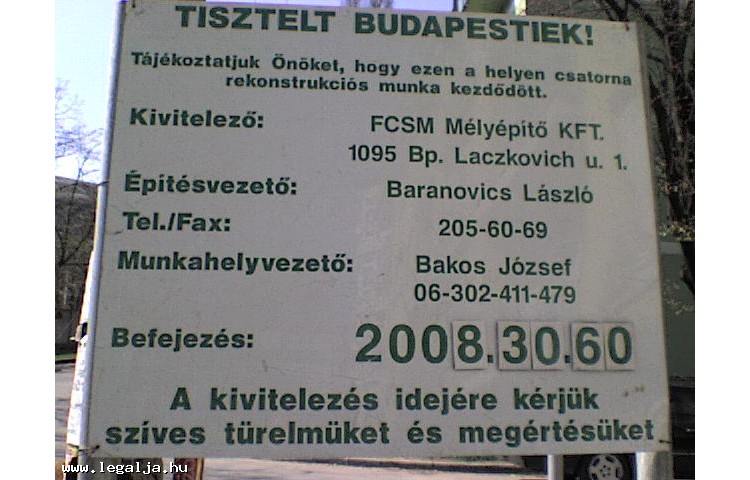 TISZTELT BUDAPESTIEK!
Tájékoztatjuk Önöket, hogy ezen a helyen csatorna
rekonstrukciós munka kezdődött.
Kivitelező: FCSM Mélyépítő KFT.
1095 Bp. Laczkovich u. 1.
Építésvezető: Baranovics László
Tel./Fax: 205-60-69
Munkahelyvezető: Bakos József
06-302-411-479
Befejezés: 2008.30.60
A kivitelezés idejére kérjük
szíves türelmüket és megértésüket
www.legalja.hu